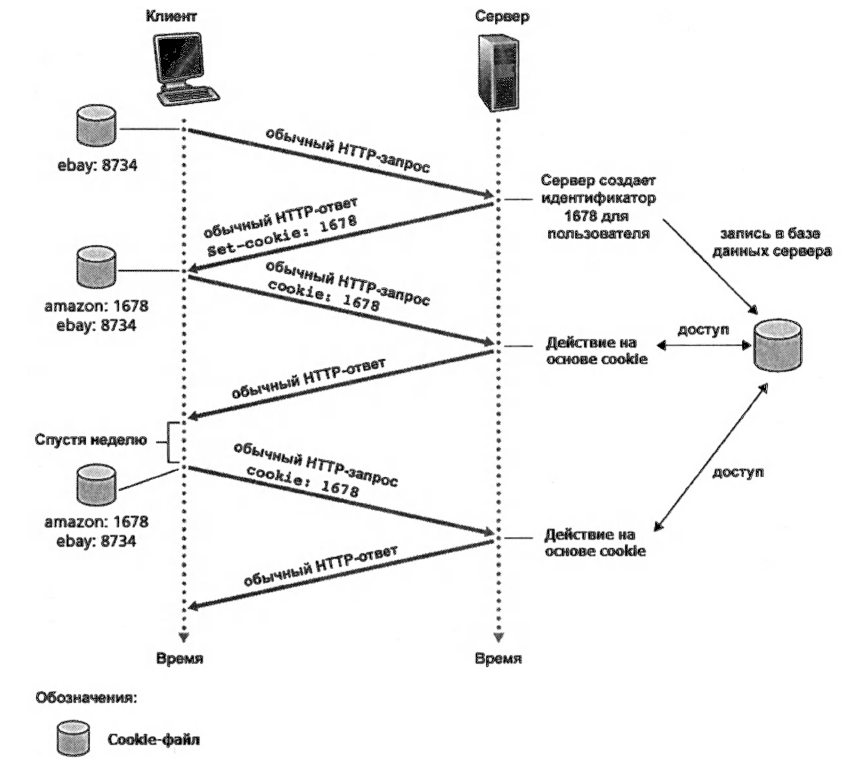 Клиент
Сервер
ebay: 8734
обычный HTTP-запрос
Сервер создает
идентификатор
1678 для
пользователя
запись в базе
данных сервера
обычный HTTP-ответ
Set-cookie: 1678
amazon: 1678
ebay: 8734
обычный HTTP-запрос
cookie: 1678
Действие на
основе cookie
доступ
обычный HTTP-ответ
Спустя неделю
обычный HTTP-запрос
cookie: 1678
доступ
amazon: 1678
ebay: 8734
Действие на
основе cookie
обычный HTTP-ответ
Время
Время
Обозначения:
Cookie-файл